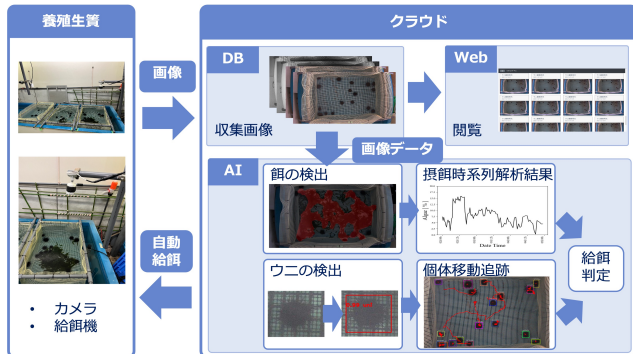 養殖生簀
クラウド
画像
DB
収集画像
Web
閲覧
画像データ
AI
餌の検出
摂餌時系列解析結果
Algae [%]
Date Time
ウニの検出
個体移動追跡
給餌
判定
自動
給餌
• カメラ
• 給餌機